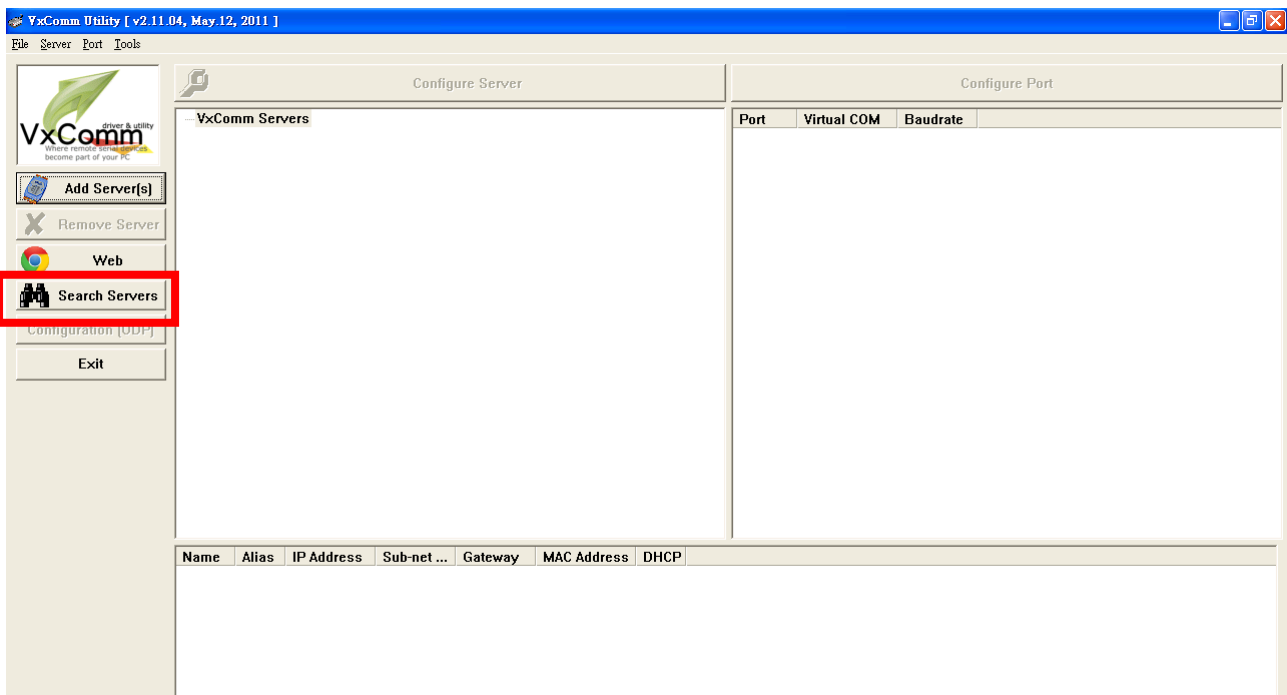 VxComm Utility [ v2.11.04, May.12, 2011 ]
File Server Port Tools
VxComm
driver & utility
Where remote serial devices
become part of your PC
Configure Server
Configure Port
VxComm Servers
Port Virtual COM Baudrate
Add Server(s)
Remove Server
Web
Search Servers
Configuration (UDP)
Exit
Name Alias IP Address Sub-net ... Gateway MAC Address DHCP